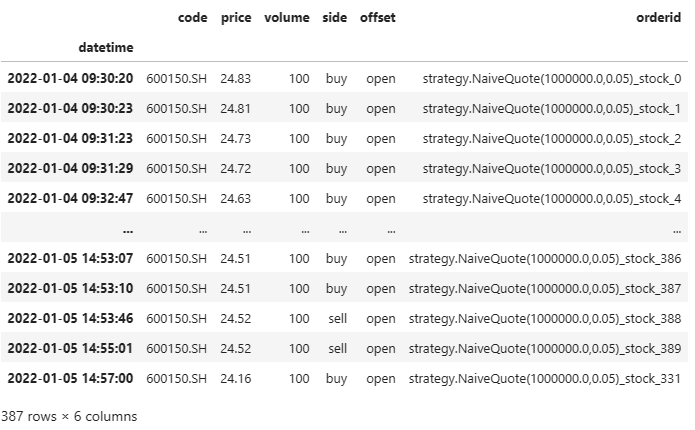 code price volume side offset orderid
datetime
2022-01-04 09:30:20 600150.SH 24.83 100 buy open strategy.NaiveQuote(1000000.0,0.05)_stock_0
2022-01-04 09:30:23 600150.SH 24.81 100 buy open strategy.NaiveQuote(1000000.0,0.05)_stock_1
2022-01-04 09:31:23 600150.SH 24.73 100 buy open strategy.NaiveQuote(1000000.0,0.05)_stock_2
2022-01-04 09:31:29 600150.SH 24.72 100 buy open strategy.NaiveQuote(1000000.0,0.05)_stock_3
2022-01-04 09:32:47 600150.SH 24.63 100 buy open strategy.NaiveQuote(1000000.0,0.05)_stock_4
... ... ... ... ... ... ...
2022-01-05 14:53:07 600150.SH 24.51 100 buy open strategy.NaiveQuote(1000000.0,0.05)_stock_386
2022-01-05 14:53:10 600150.SH 24.51 100 buy open strategy.NaiveQuote(1000000.0,0.05)_stock_387
2022-01-05 14:53:46 600150.SH 24.52 100 sell open strategy.NaiveQuote(1000000.0,0.05)_stock_388
2022-01-05 14:55:01 600150.SH 24.52 100 sell open strategy.NaiveQuote(1000000.0,0.05)_stock_389
2022-01-05 14:57:00 600150.SH 24.16 100 buy open strategy.NaiveQuote(1000000.0,0.05)_stock_331
387 rows × 6 columns